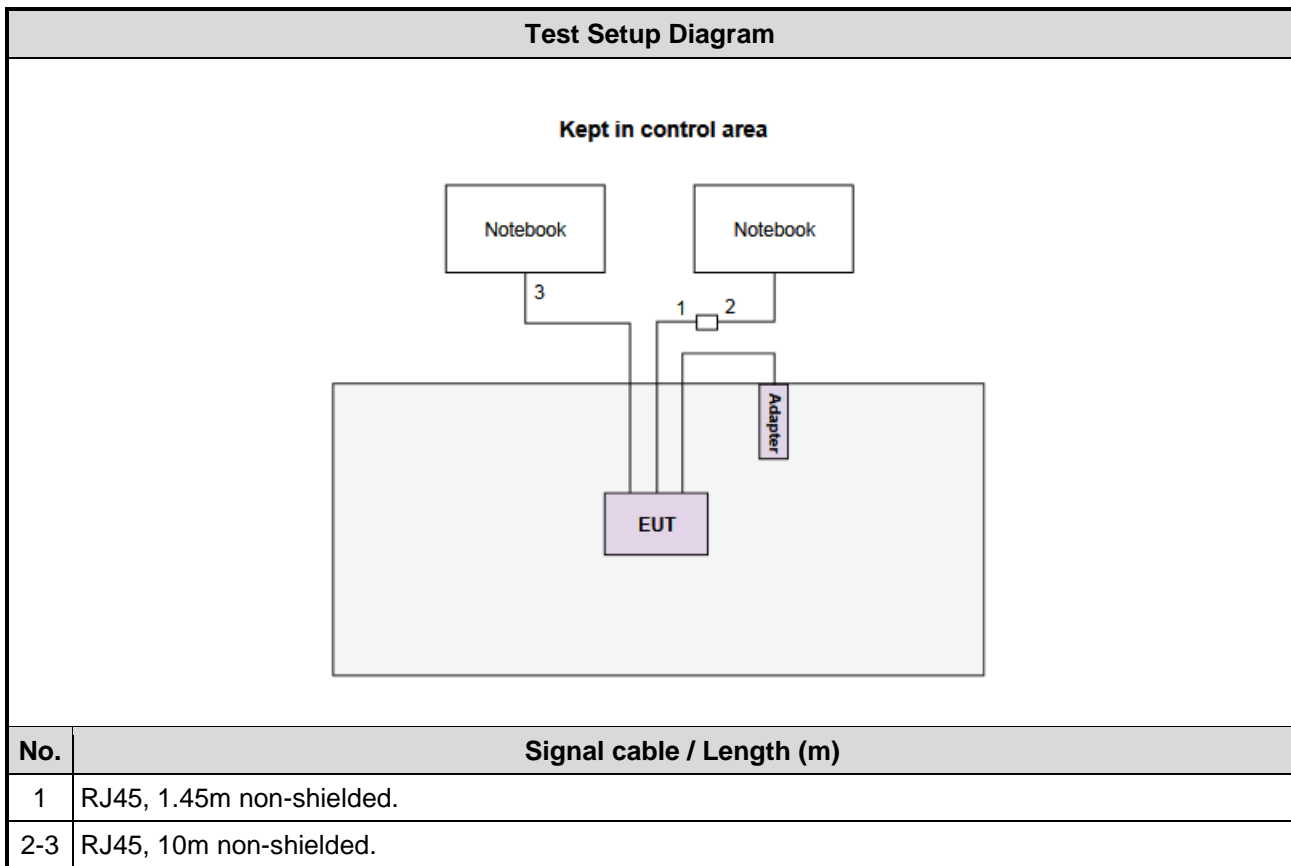 Test Setup Diagram
Kept in control area
Notebook
Notebook
3
1
2
Adapter
EUT
No. Signal cable / Length (m)
1 RJ45, 1.45m non-shielded.
2-3 RJ45, 10m non-shielded.